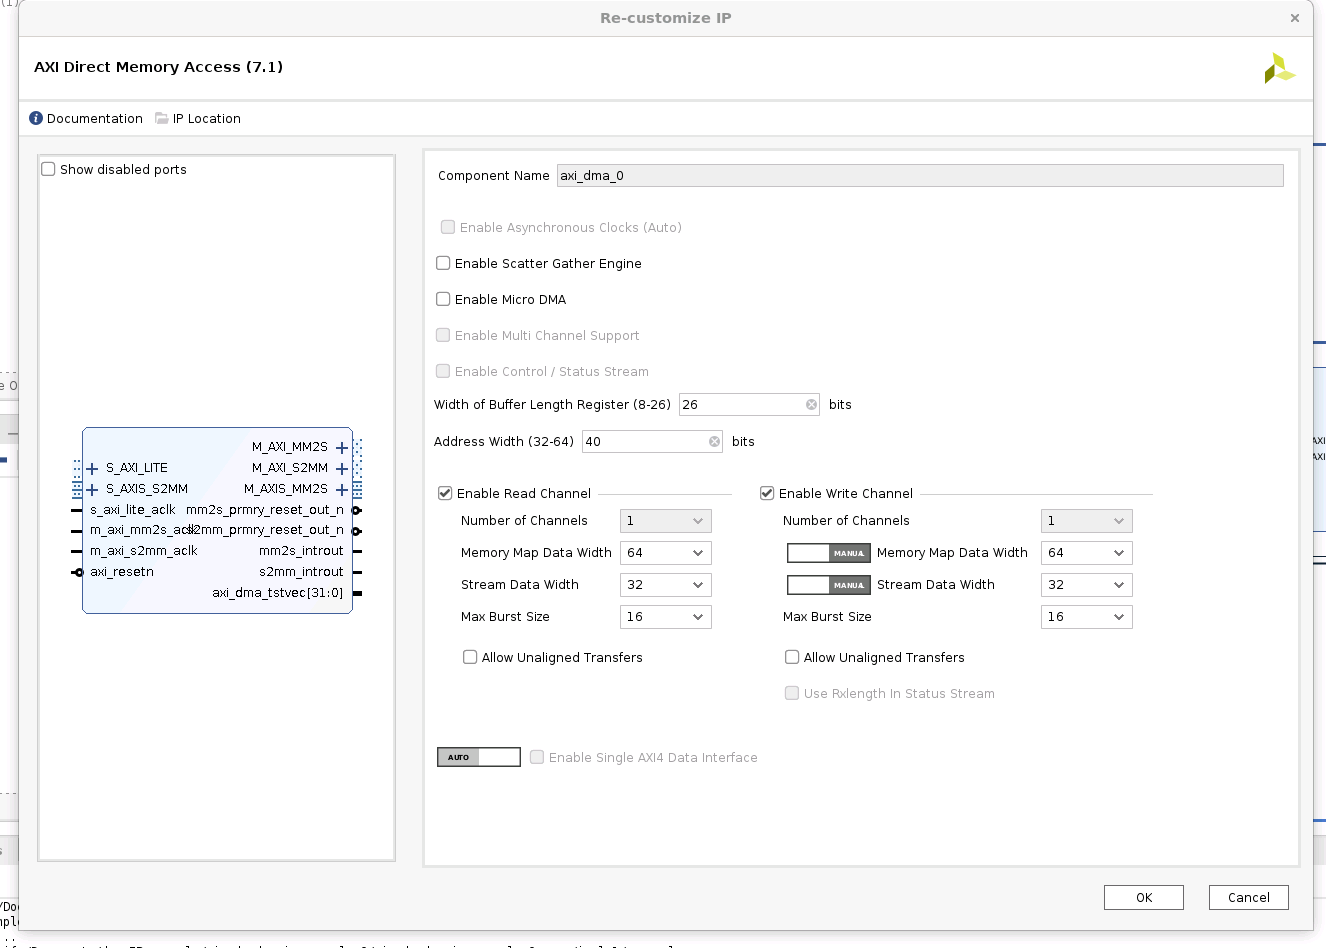 (1)
Re-customize IP
AXI Direct Memory Access (7.1)
Documentation IP Location
Show disabled ports
M_AXI_MM2S
S_AXI_LITE M_AXI_S2MM
S_AXIS_S2MM M_AXIS_MM2S
s_axi_lite_aclk mm2s_prmry_reset_out_n
m_axi_mm2s_aclk s2mm_prmry_reset_out_n
m_axi_s2mm_aclk mm2s_introut
axi_resetn s2mm_introut
axi_dma_tstvec[31:0]
Component Name axi_dma_0
Enable Asynchronous Clocks (Auto)
Enable Scatter Gather Engine
Enable Micro DMA
Enable Multi Channel Support
Enable Control / Status Stream
Width of Buffer Length Register (8-26) 26 bits
Address Width (32-64) 40 bits
Enable Read Channel
Number of Channels 1
Memory Map Data Width 64
Stream Data Width 32
Max Burst Size 16
Allow Unaligned Transfers
Enable Write Channel
Number of Channels 1
MANUAL Memory Map Data Width 64
MANUAL Stream Data Width 32
Max Burst Size 16
Allow Unaligned Transfers
Use Rxlength In Status Stream
AUTO Enable Single AXI4 Data Interface
OK Cancel